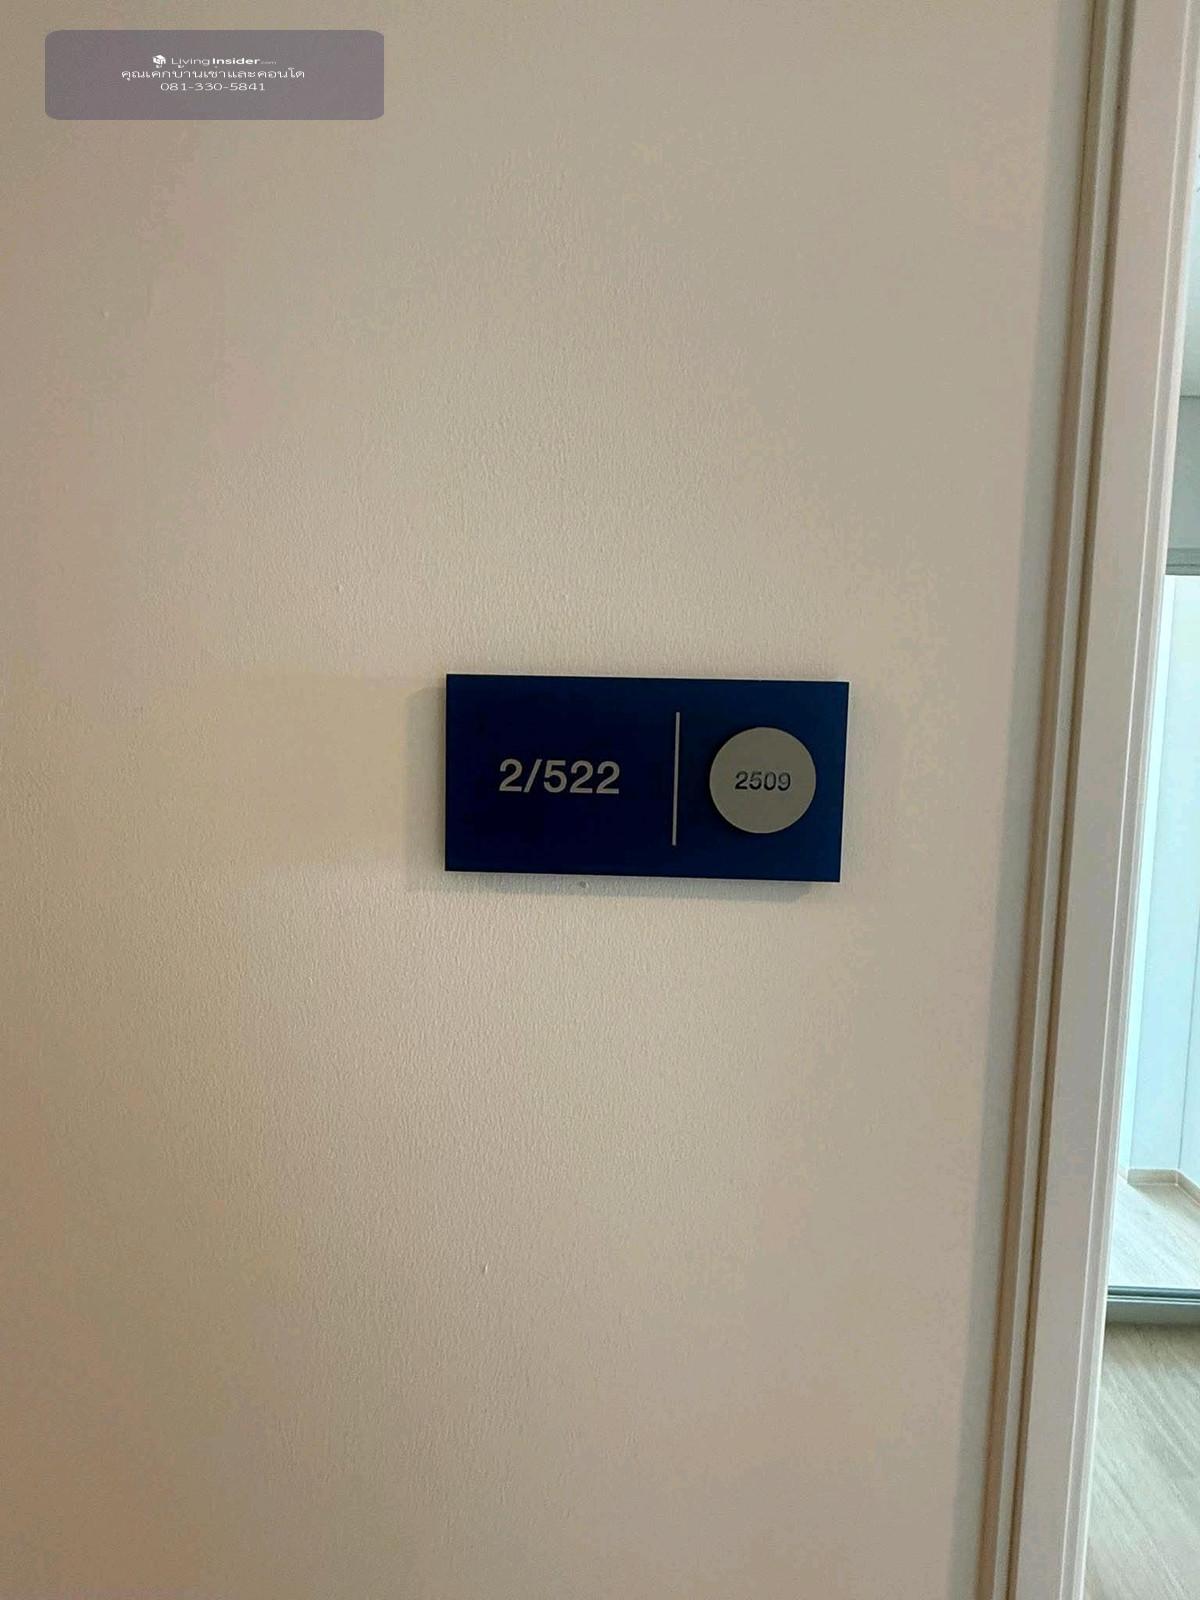 LivingInsider.com
คุณเค้กบ้านเช่าและคอนโด
081-330-5841
2/522
2509